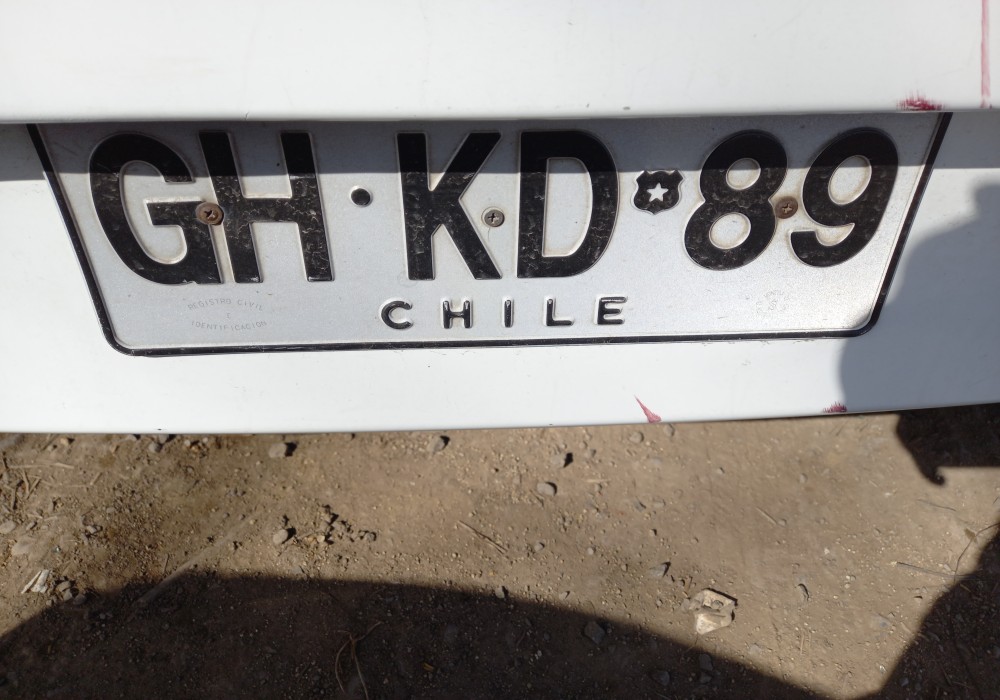 GH·KD 89
CHILE
REGISTRO CIVIL
E
IDENTIFICACION